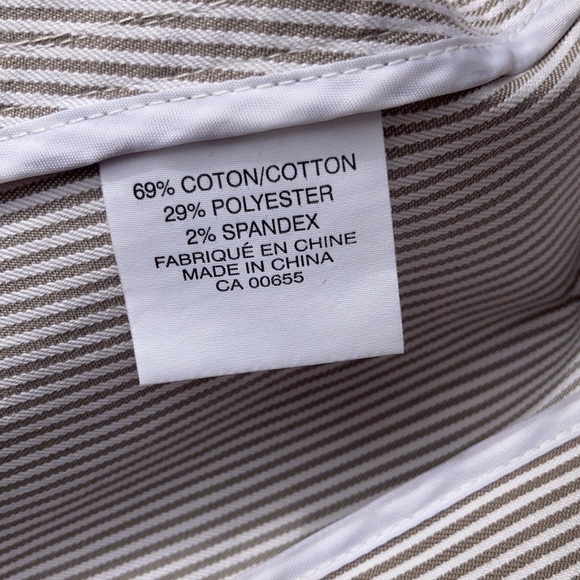 69% COTON/COTTON
29% POLYESTER
2% SPANDEX
FABRIQUÉ EN CHINE
MADE IN CHINA
CA 00655